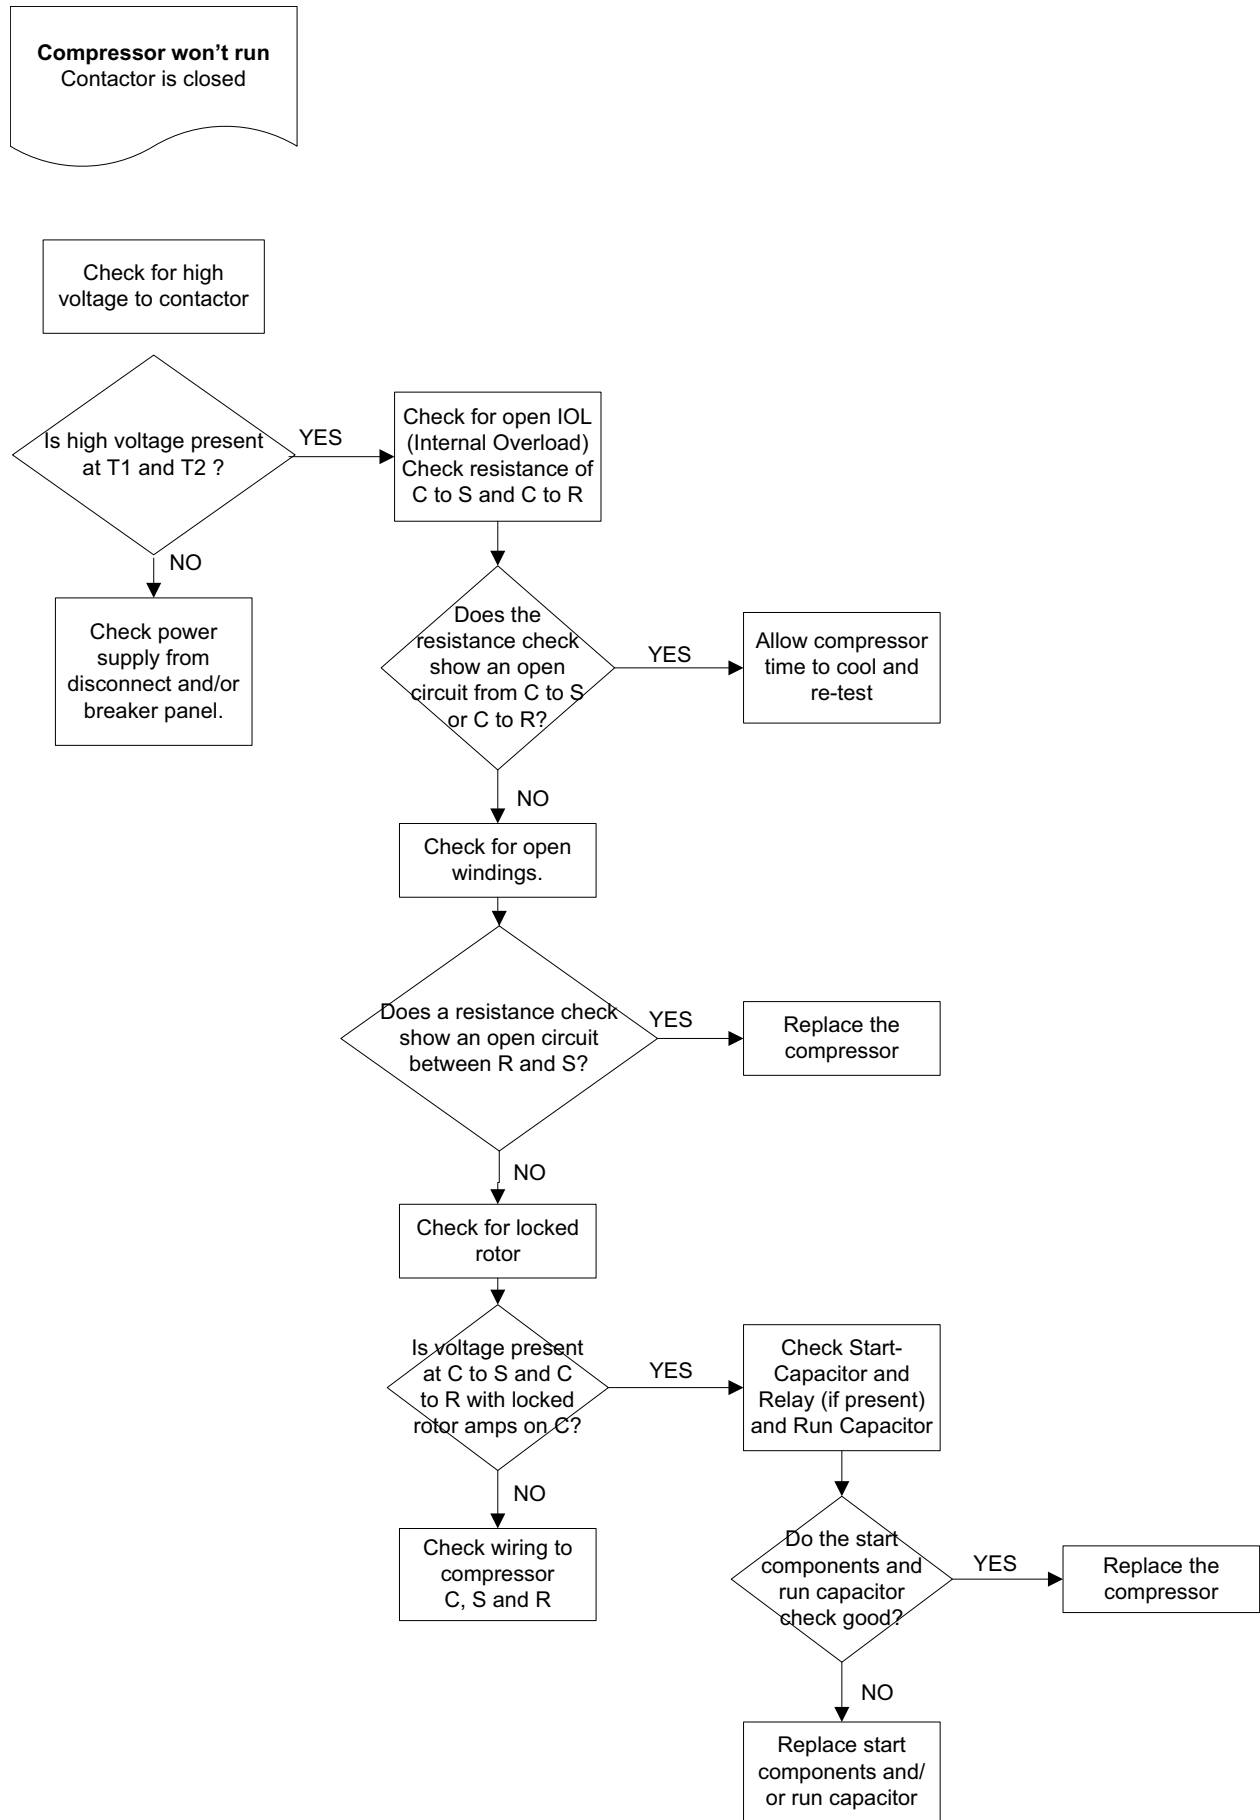 Compressor won’t run
Contactor is closed
Check for high
voltage to contactor
Is high voltage present
at T1 and T2 ?
YES
Check for open IOL
(Internal Overload)
Check resistance of
C to S and C to R
NO
Check power
supply from
disconnect and/or
breaker panel.
Does the
resistance check
show an open
circuit from C to S
or C to R?
YES
Allow compressor
time to cool and
re-test
NO
Check for open
windings.
Does a resistance check
show an open circuit
between R and S?
YES
Replace the
compressor
NO
Check for locked
rotor
Is voltage present
at C to S and C
to R with locked
rotor amps on C?
YES
Check Start-
Capacitor and
Relay (if present)
and Run Capacitor
NO
Check wiring to
compressor
C, S and R
Do the start
components and
run capacitor
check good?
YES
Replace the
compressor
NO
Replace start
components and/
or run capacitor